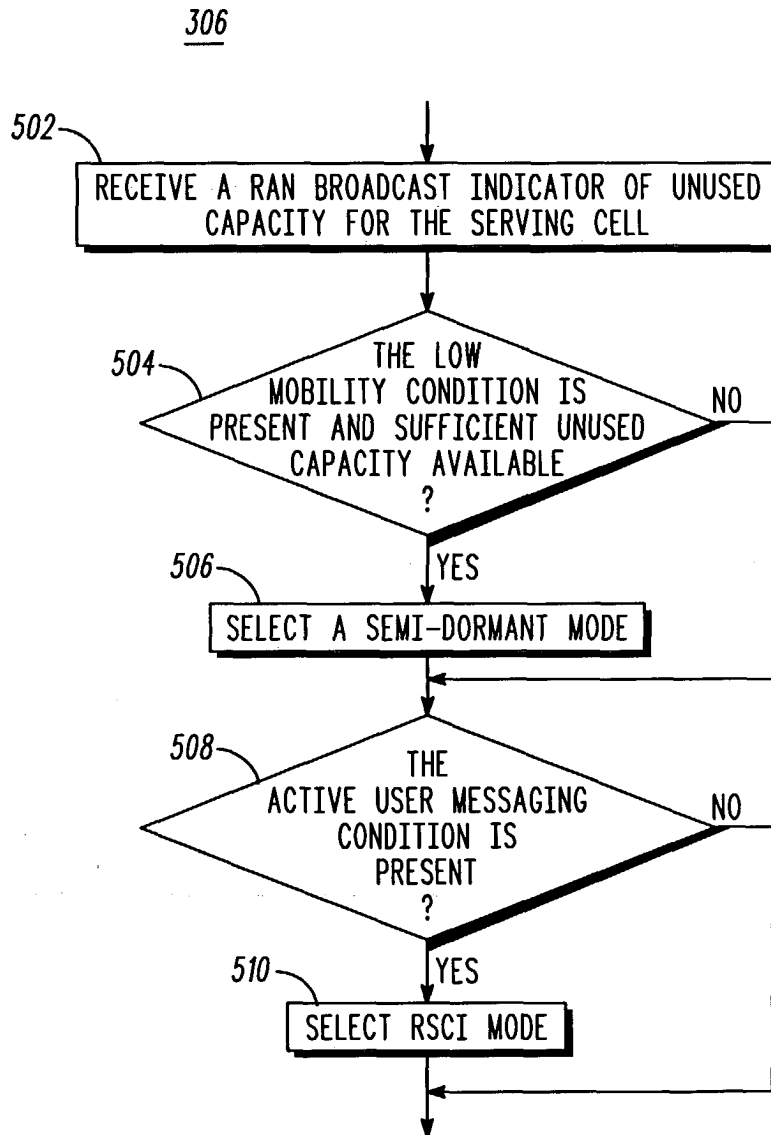 306
502
RECEIVE A RAN BROADCAST INDICATOR OF UNUSED
CAPACITY FOR THE SERVING CELL
504
THE LOW
MOBILITY CONDITION IS
PRESENT AND SUFFICIENT UNUSED
CAPACITY AVAILABLE
?
NO
YES
506
SELECT A SEMI-DORMANT MODE
508
THE
ACTIVE USER MESSAGING
CONDITION IS
PRESENT
?
NO
YES
510
SELECT RSCI MODE